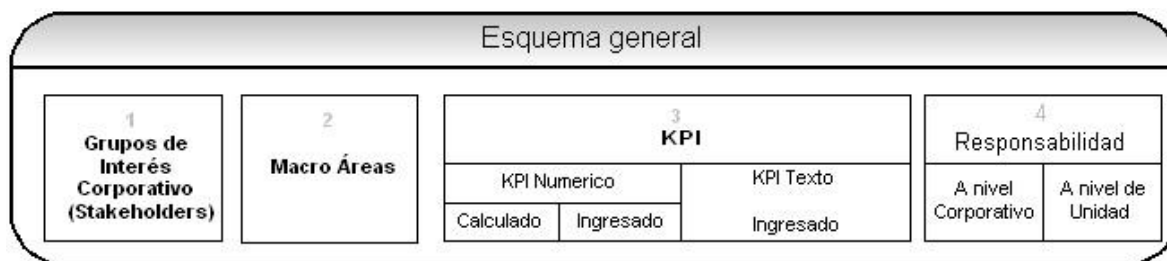 Esquema general
1
Grupos de
Interés
Corporativo
(Stakeholders)
2
Macro Áreas
3
KPI
KPI Numerico
KPI Texto
Calculado
Ingresado
Ingresado
4
Responsabilidad
A nivel
Corporativo
A nivel de
Unidad